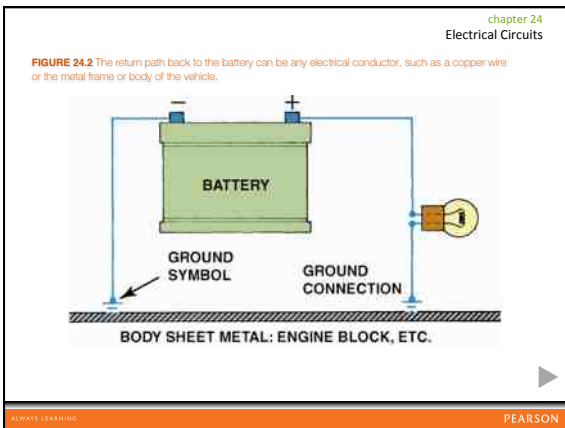 chapter 24
Electrical Circuits
FIGURE 24.2 The return path back to the battery can be any electrical conductor, such as a copper wire
or the metal frame or body of the vehicle.
− +
BATTERY
GROUND
SYMBOL
GROUND
CONNECTION
BODY SHEET METAL: ENGINE BLOCK, ETC.
ALWAYS LEARNING
PEARSON